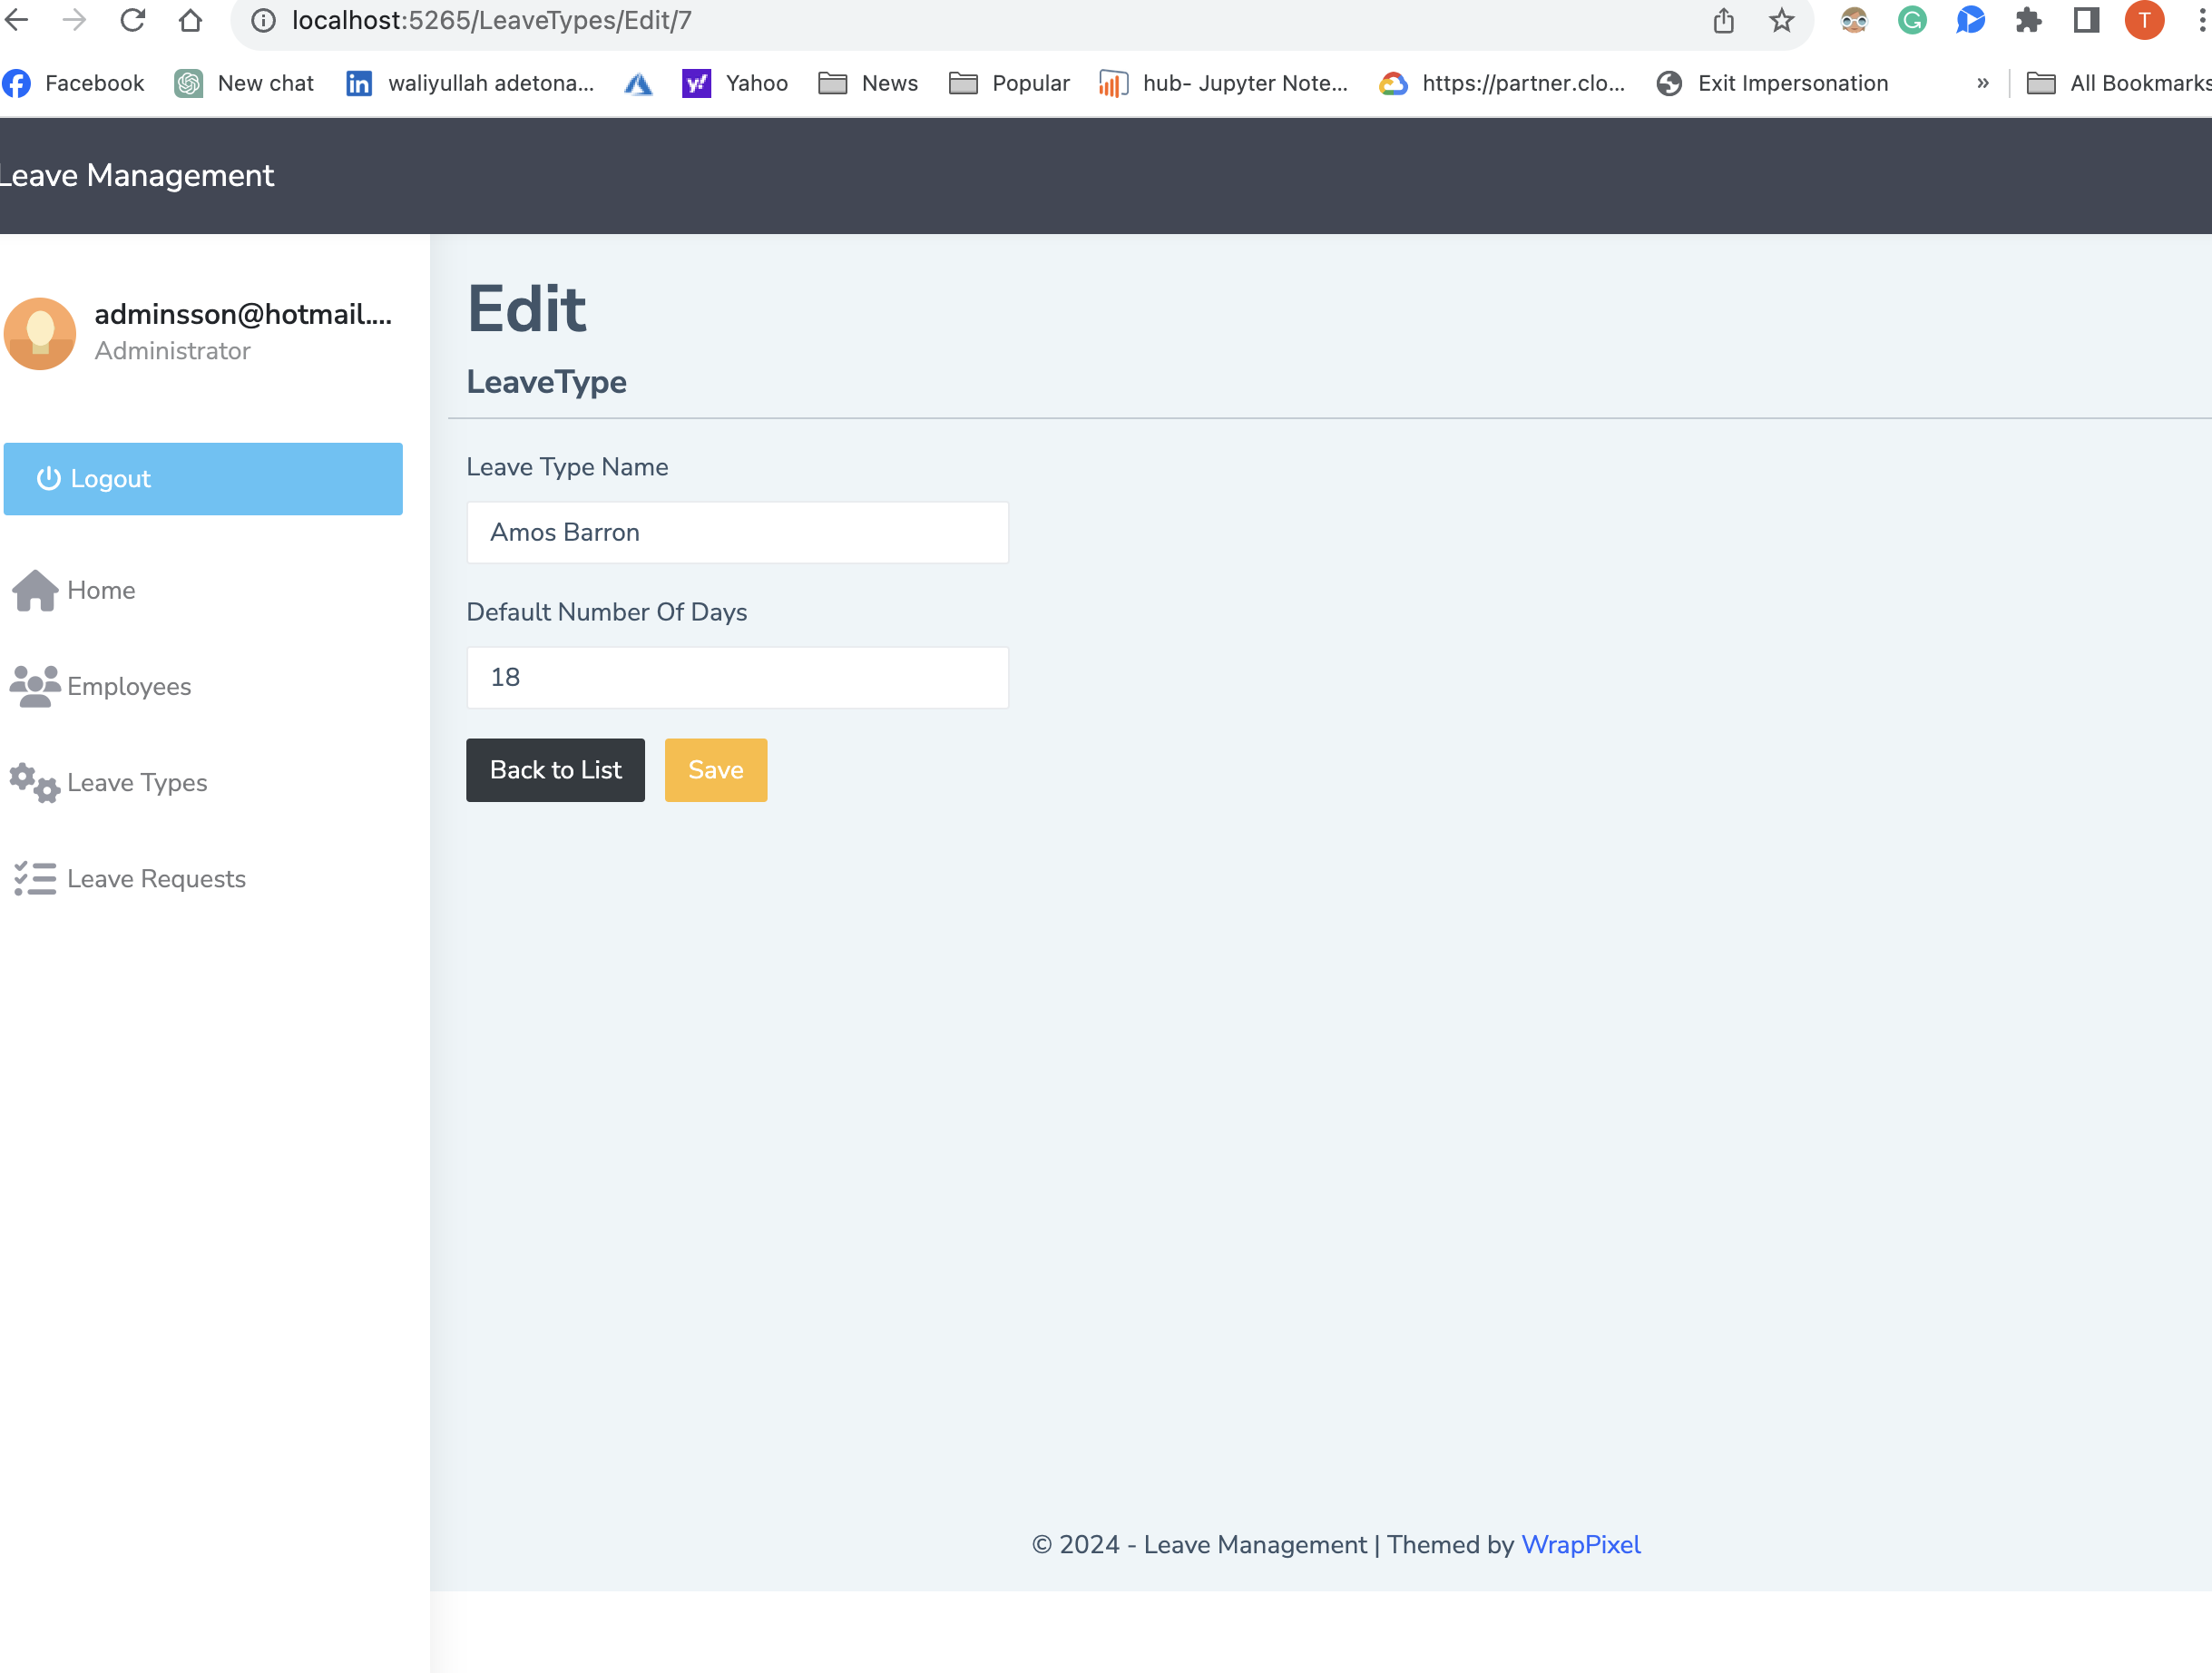 localhost:5265/LeaveTypes/Edit/7
T
Facebook New chat waliyullah adetona... Yahoo News Popular hub- Jupyter Note... https://partner.clo... Exit Impersonation » All Bookmarks
Leave Management
adminsson@hotmail....
Administrator
Logout
Home
Employees
Leave Types
Leave Requests
Edit
LeaveType
Leave Type Name
Amos Barron
Default Number Of Days
18
Back to List Save
© 2024 - Leave Management | Themed by WrapPixel